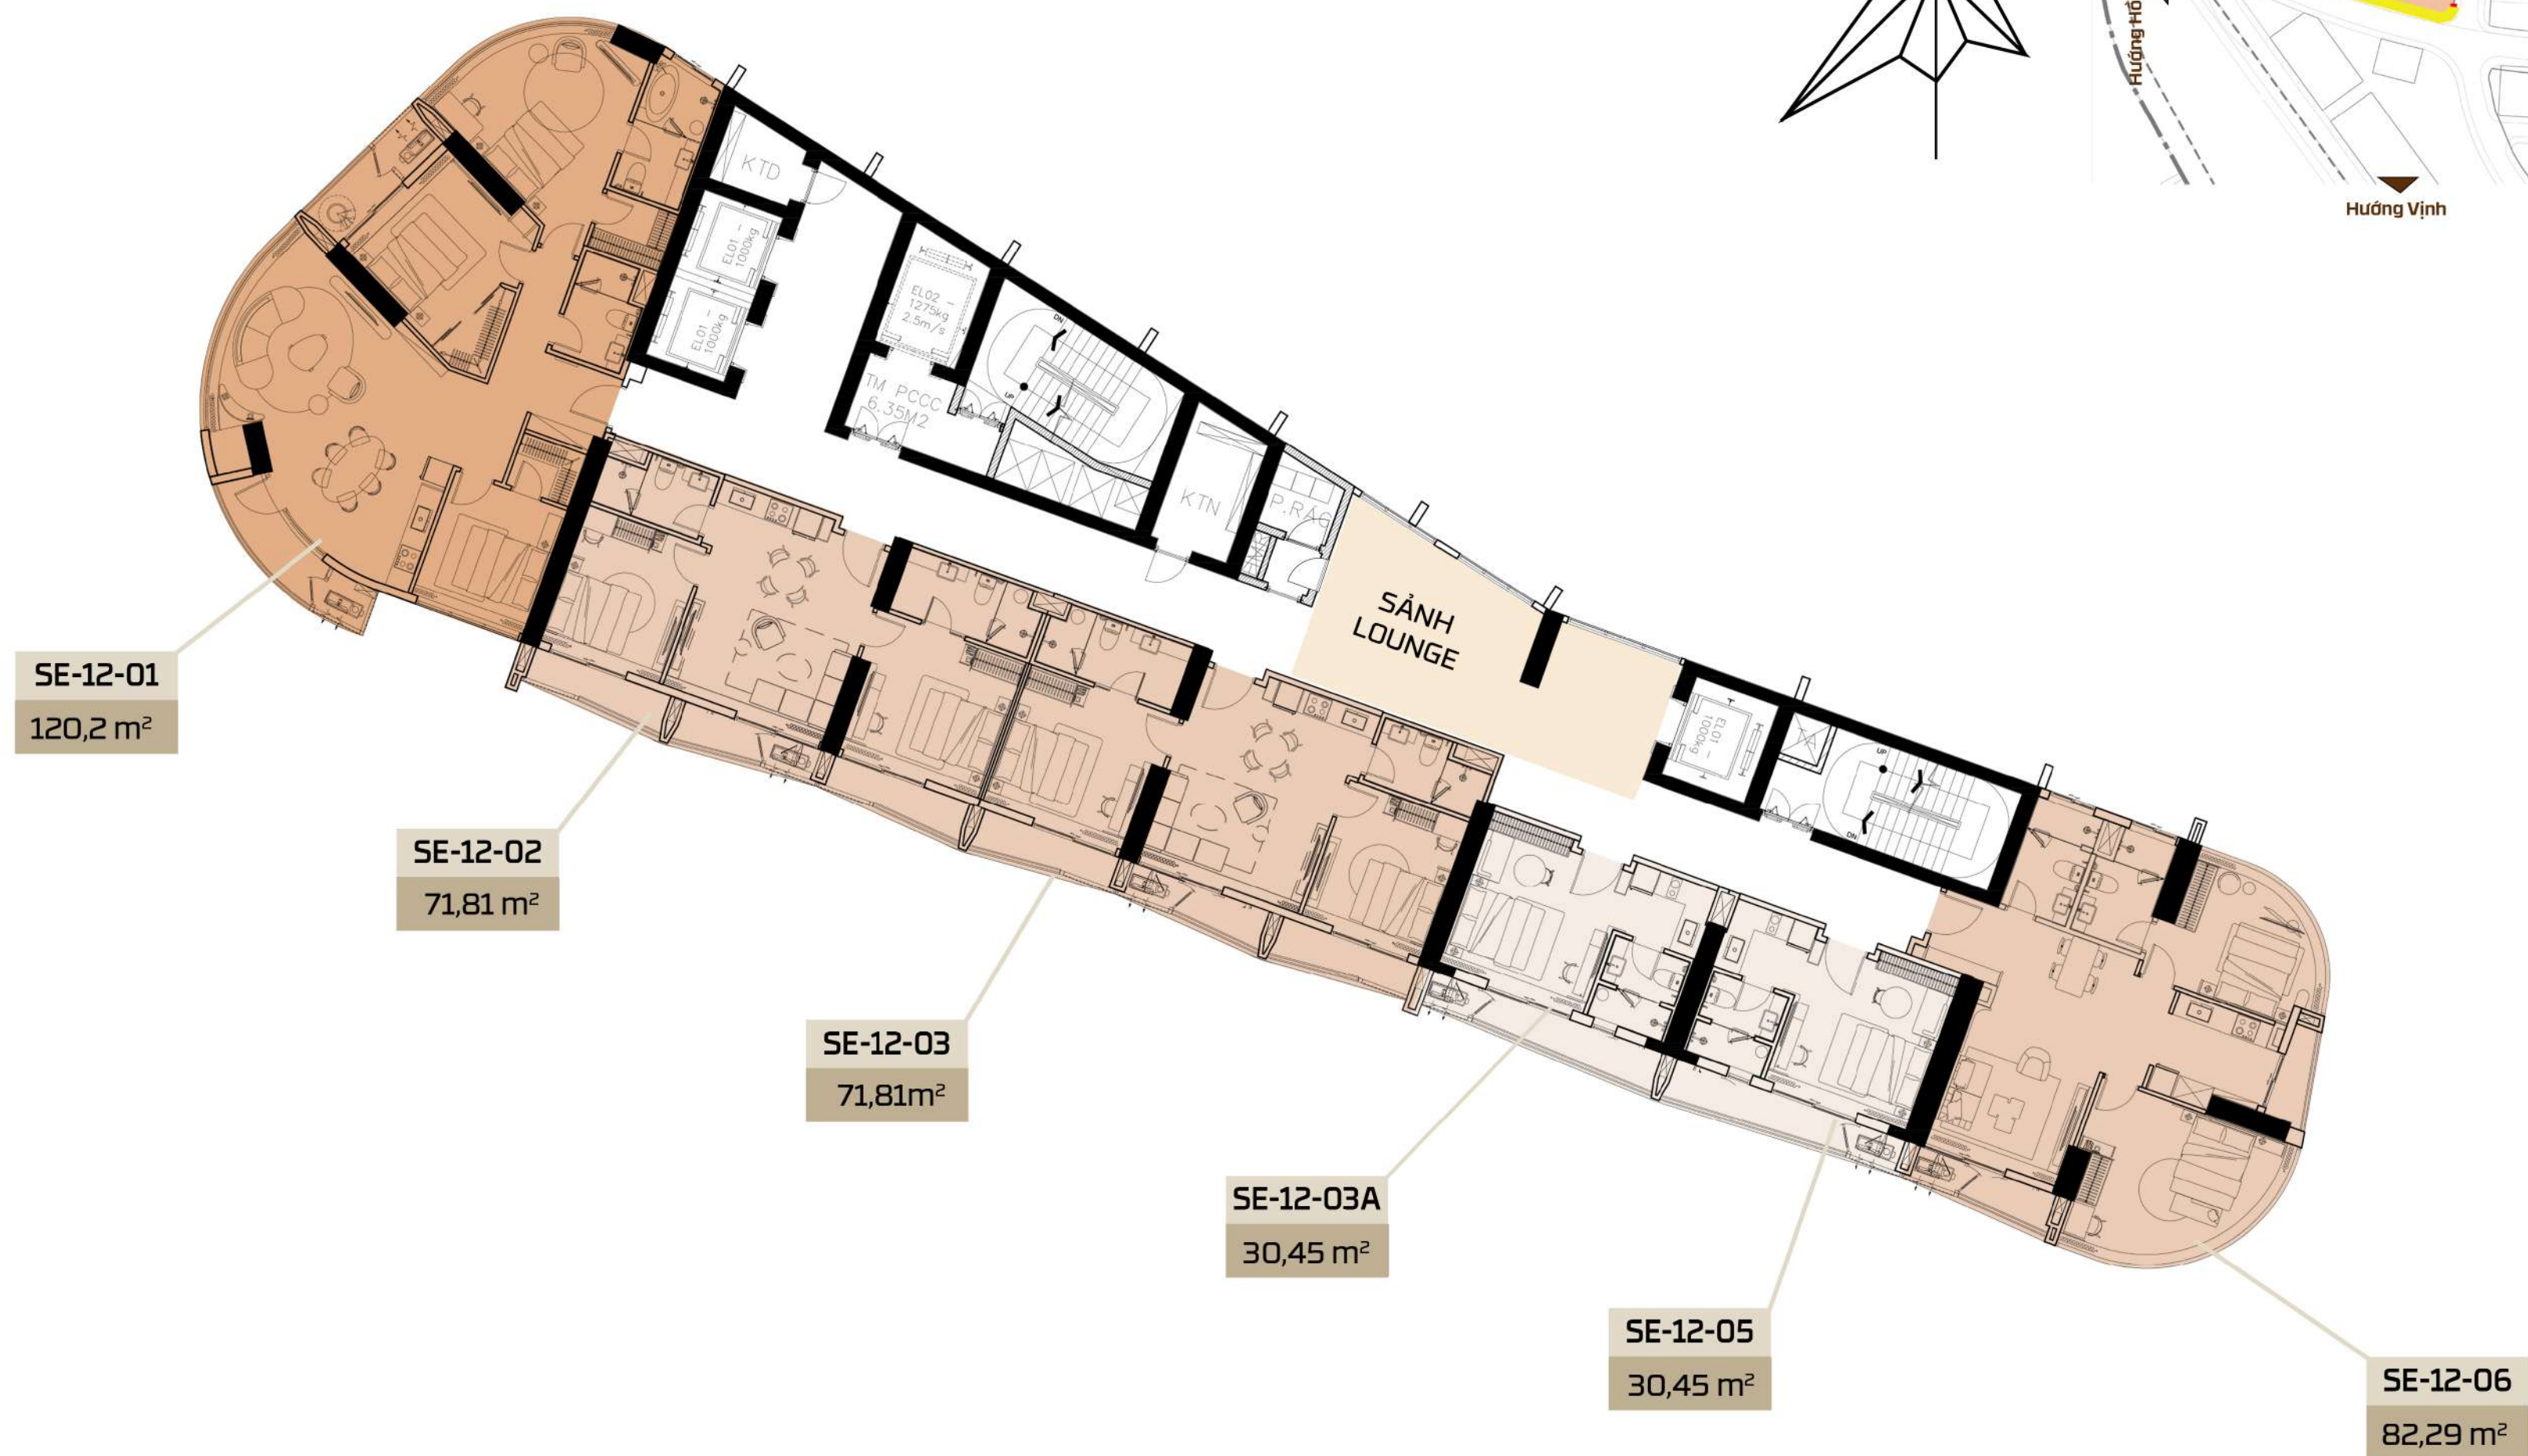 Hướng Hồ
Hướng Vịnh
KTD
EL01 -
1000kg
EL01 -
1000kg
EL02 -
1275kg
2.5m/s
DN
UP
TM PCCC
6.35M2
KTN
P.RÁC
SẢNH
LOUNGE
EL01 -
1000kg
TA
UP
DN
SE-12-01
120,2 m²
SE-12-02
71,81 m²
SE-12-03
71,81m²
SE-12-03A
30,45 m²
SE-12-05
30,45 m²
SE-12-06
82,29 m²